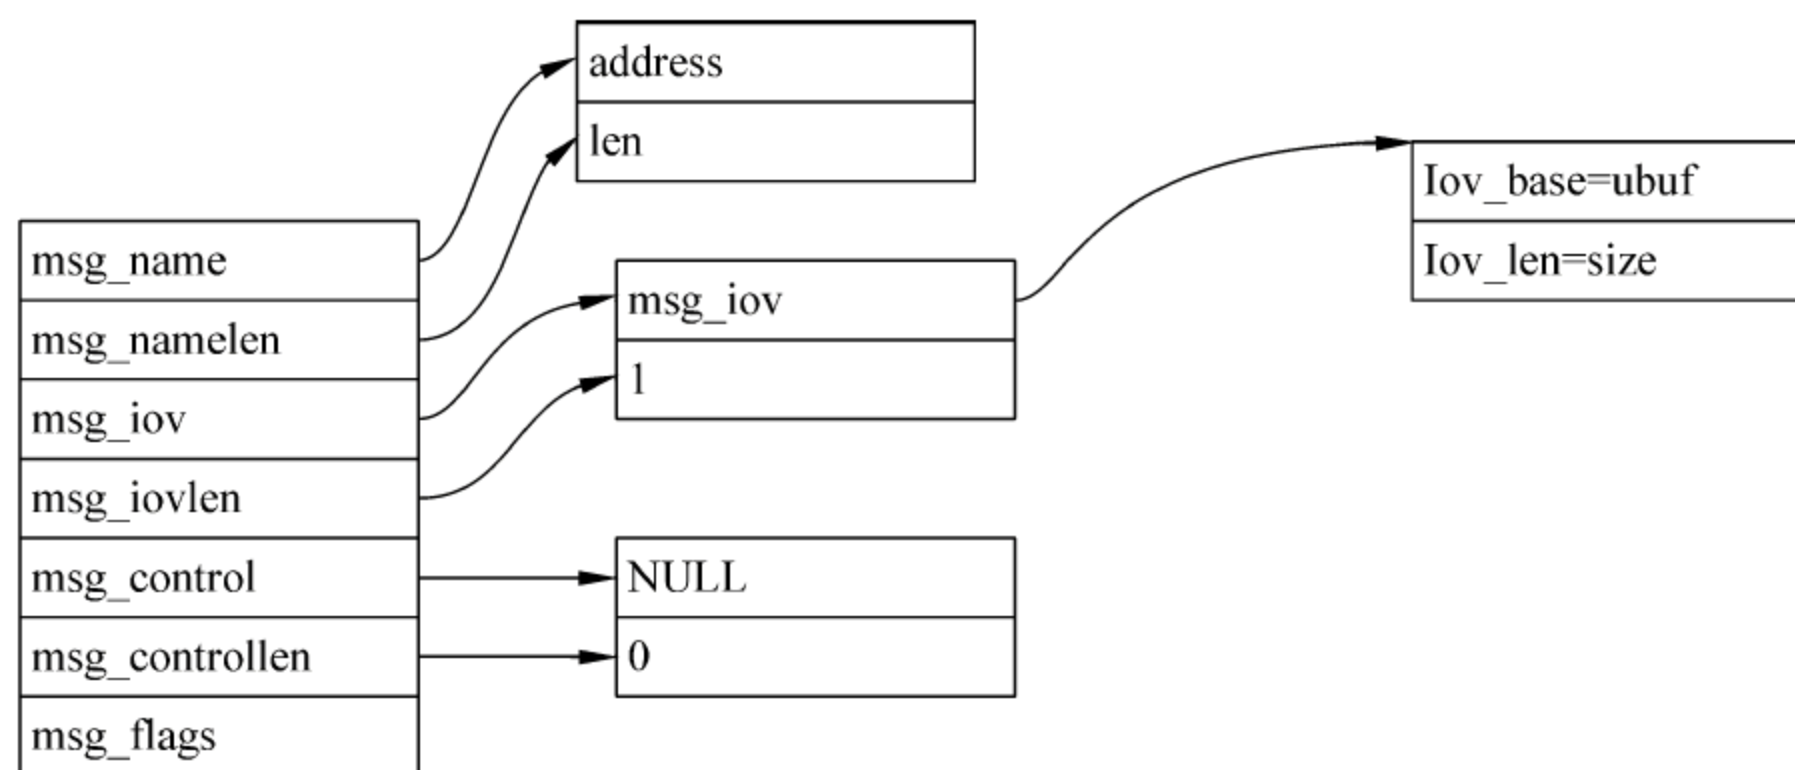 address
len
msg_name
msg_namelen
msg_iov
msg_iovlen
msg_control
msg_controllen
msg_flags
msg_iov
1
NULL
0
Iov_base=ubuf
Iov_len=size